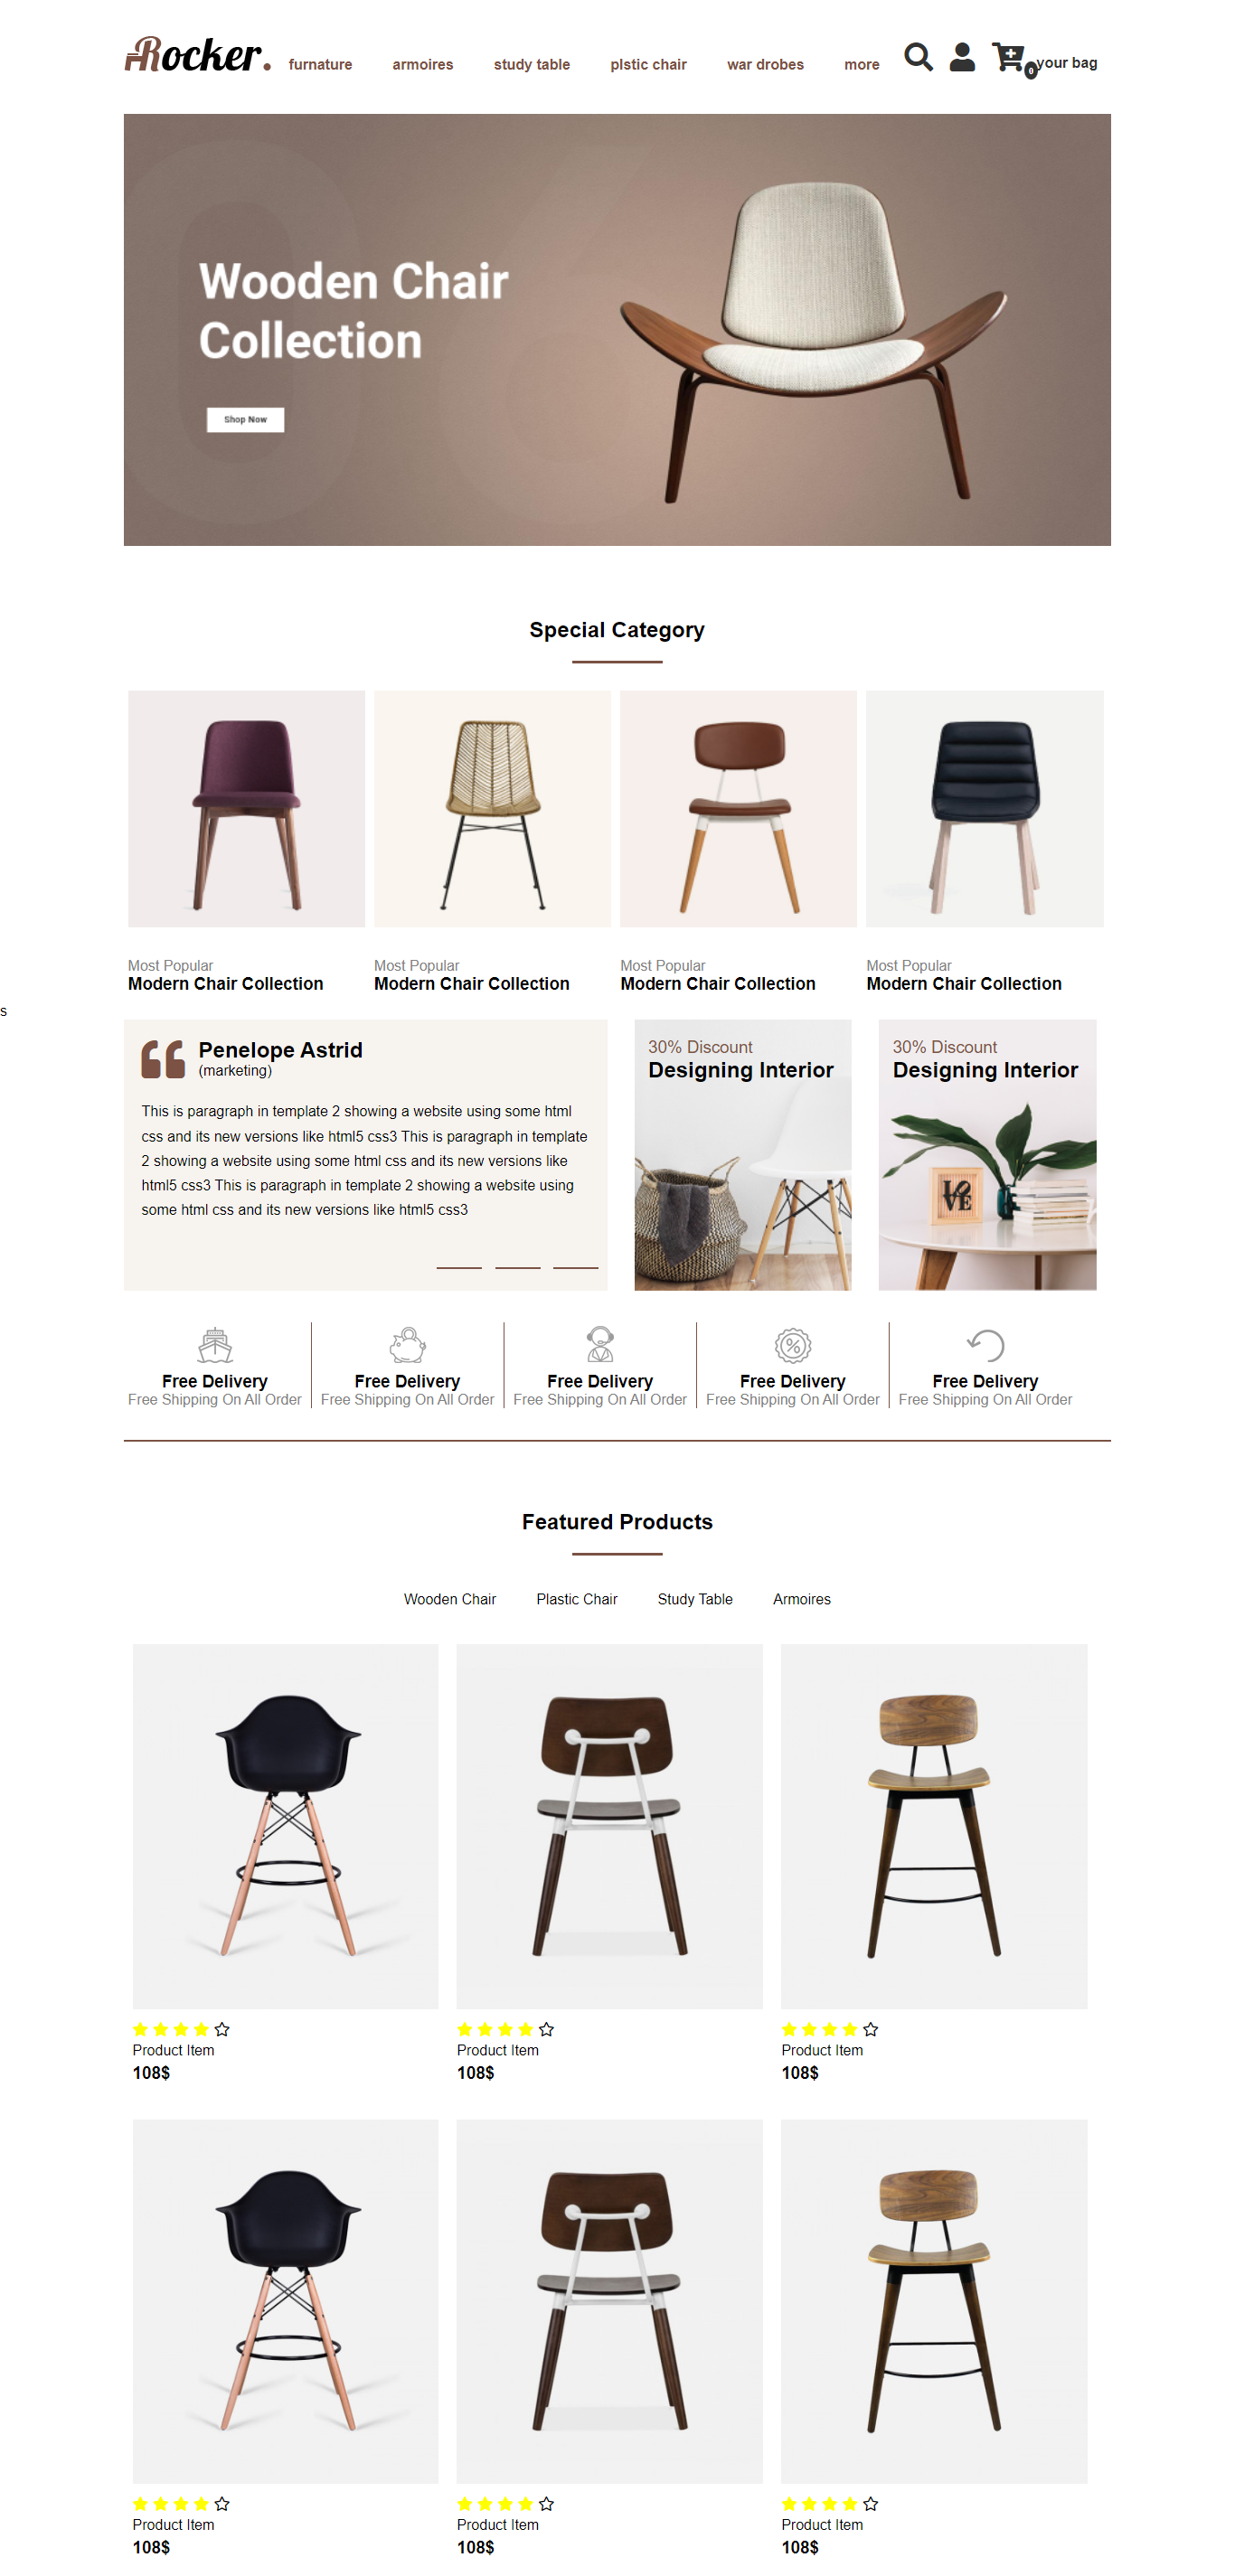 Rocker.
furnature armoires study table plstic chair war drobes more 0 your bag
Wooden Chair
Collection
Shop Now
Special Category
Most Popular Most Popular Most Popular Most Popular
Modern Chair Collection Modern Chair Collection Modern Chair Collection Modern Chair Collection
s
Penelope Astrid
(marketing)
This is paragraph in template 2 showing a website using some html
css and its new versions like html5 css3 This is paragraph in template
2 showing a website using some html css and its new versions like
html5 css3 This is paragraph in template 2 showing a website using
some html css and its new versions like html5 css3
30% Discount
Designing Interior
30% Discount
Designing Interior
LOVE
Free Delivery Free Delivery Free Delivery Free Delivery Free Delivery
Free Shipping On All Order Free Shipping On All Order Free Shipping On All Order Free Shipping On All Order Free Shipping On All Order
Featured Products
Wooden Chair Plastic Chair Study Table Armoires
Product Item Product Item Product Item
108$ 108$ 108$
Product Item Product Item Product Item
108$ 108$ 108$